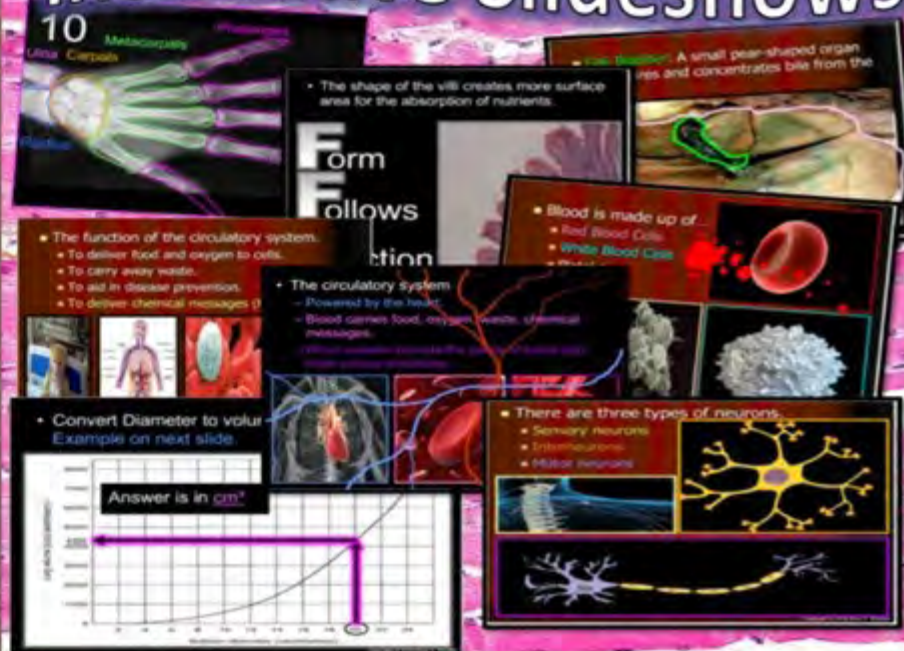 Slideshows
10
Metacarpals
Phalanges
Ulna Carpals
Radius
• The shape of the villi creates more surface
area for the absorption of nutrients.
Form
Follows
ction
Gall Bladder: A small pear-shaped organ
res and concentrates bile from the
▪ The function of the circulatory system.
▪ To deliver food and oxygen to cells.
▪ To carry away waste.
▪ To aid in disease prevention.
▪ To deliver chemical messages
▪ Blood is made up of
▪ Red Blood Cells
▪ White Blood Cells
• The circulatory system
– Powered by the heart.
– Blood carries food, oxygen, waste, chemical
messages.
• Convert Diameter to volu
Example on next slide.
Answer is in cm³
▪ There are three types of neurons.
▪ Sensory neurons
▪ Interneurons
▪ Motor neurons